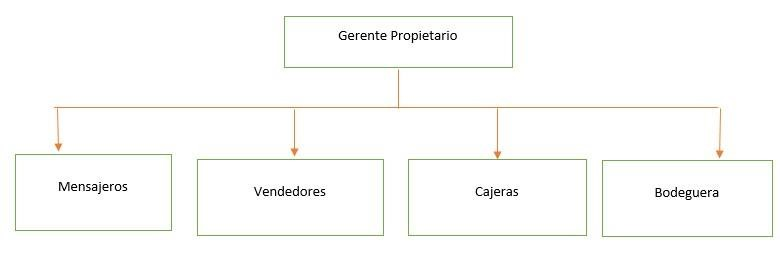 Gerente Propietario
Mensajeros
Vendedores
Cajeras
Bodeguera